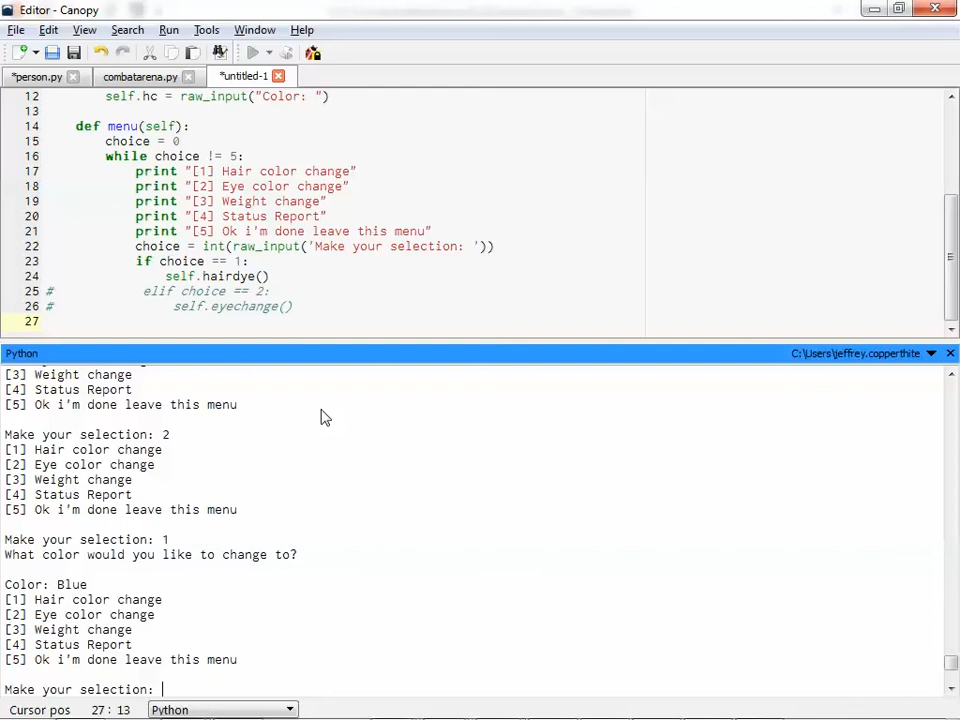 Editor - Canopy
File Edit View Search Run Tools Window Help
*person.py combatarena.py *untitled-1
12 self.hc = raw_input("Color: ")
13
14 def menu(self):
15 choice = 0
16 while choice != 5:
17 print "[1] Hair color change"
18 print "[2] Eye color change"
19 print "[3] Weight change"
20 print "[4] Status Report"
21 print "[5] Ok i'm done leave this menu"
22 choice = int(raw_input('Make your selection: '))
23 if choice == 1:
24 self.hairdye()
25 # elif choice == 2:
26 # self.eyechange()
27
Python C:\Users\jeffrey.copperthite
[3] Weight change
[4] Status Report
[5] Ok i'm done leave this menu
Make your selection: 2
[1] Hair color change
[2] Eye color change
[3] Weight change
[4] Status Report
[5] Ok i'm done leave this menu
Make your selection: 1
What color would you like to change to?
Color: Blue
[1] Hair color change
[2] Eye color change
[3] Weight change
[4] Status Report
[5] Ok i'm done leave this menu
Make your selection:
Cursor pos 27 : 13 Python